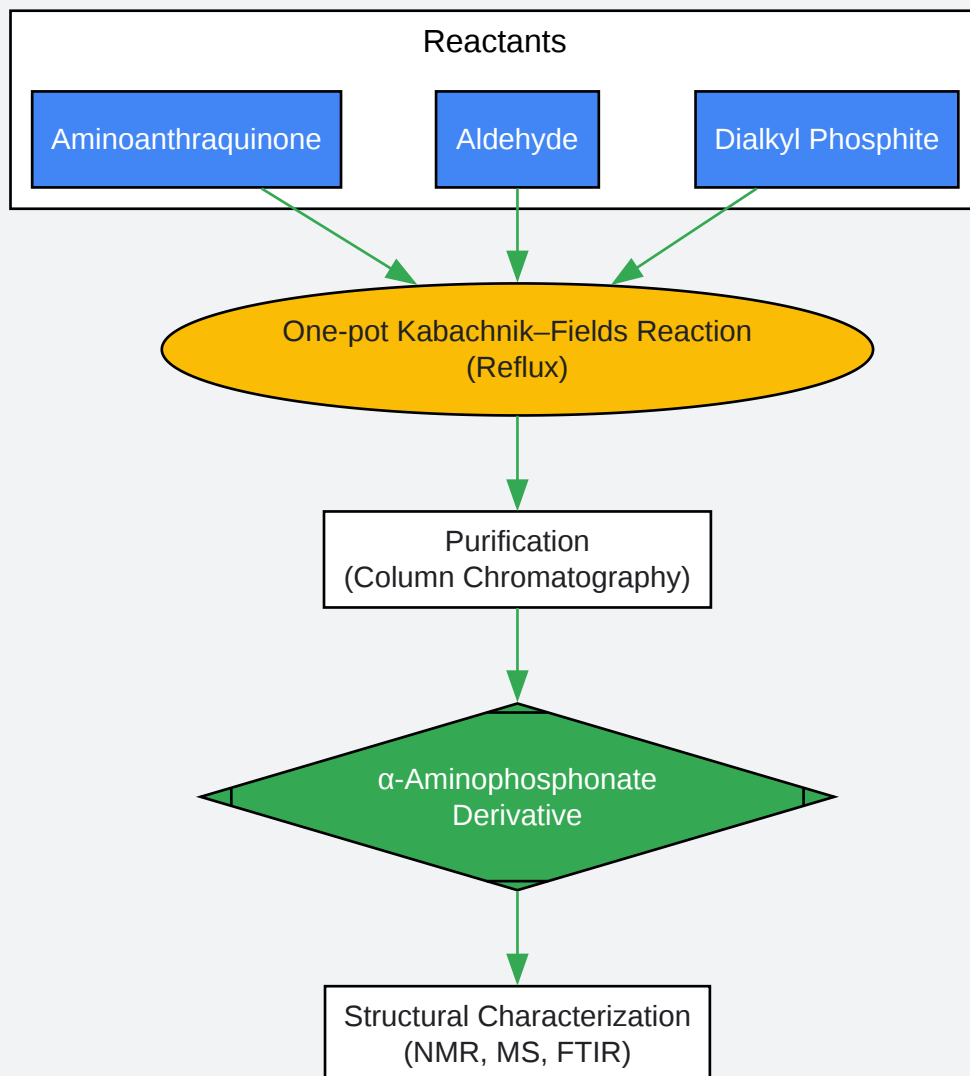 Reactants
Aminoanthraquinone
Aldehyde
Dialkyl Phosphite
One-pot Kabachnik–Fields Reaction
(Reflux)
Purification
(Column Chromatography)
α-Aminophosphonate
Derivative
Structural Characterization
(NMR, MS, FTIR)